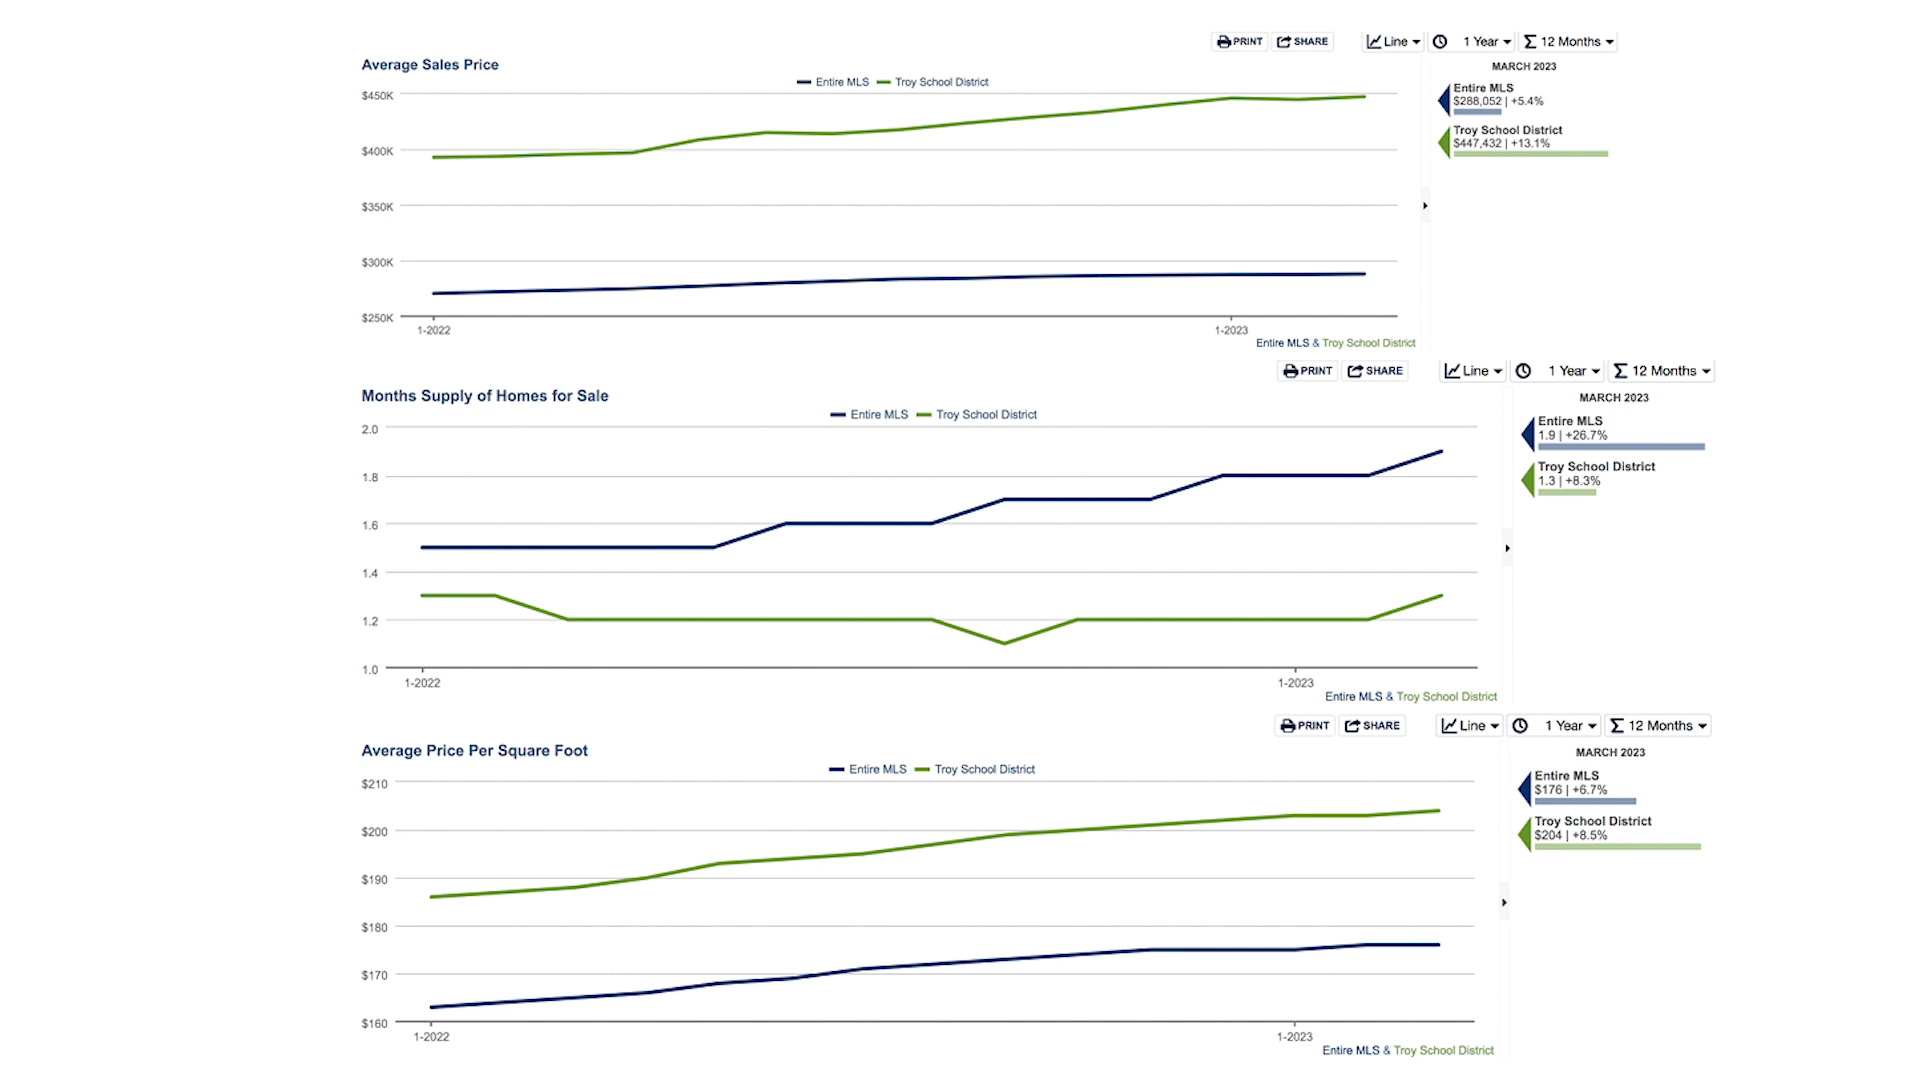 PRINT SHARE Line 1 Year 12 Months
Average Sales Price
MARCH 2023
Entire MLS Troy School District
Entire MLS
$288,052 | +5.4%
Troy School District
$447,432 | +13.1%
$450K
$400K
$350K
$300K
$250K
1-2022 1-2023
Entire MLS & Troy School District
PRINT SHARE Line 1 Year 12 Months
Months Supply of Homes for Sale
MARCH 2023
Entire MLS Troy School District
Entire MLS
1.9 | +26.7%
Troy School District
1.3 | +8.3%
2.0
1.8
1.6
1.4
1.2
1.0
1-2022 1-2023
Entire MLS & Troy School District
PRINT SHARE Line 1 Year 12 Months
Average Price Per Square Foot
MARCH 2023
Entire MLS Troy School District
Entire MLS
$176 | +6.7%
Troy School District
$204 | +8.5%
$210
$200
$190
$180
$170
$160
1-2022 1-2023
Entire MLS & Troy School District